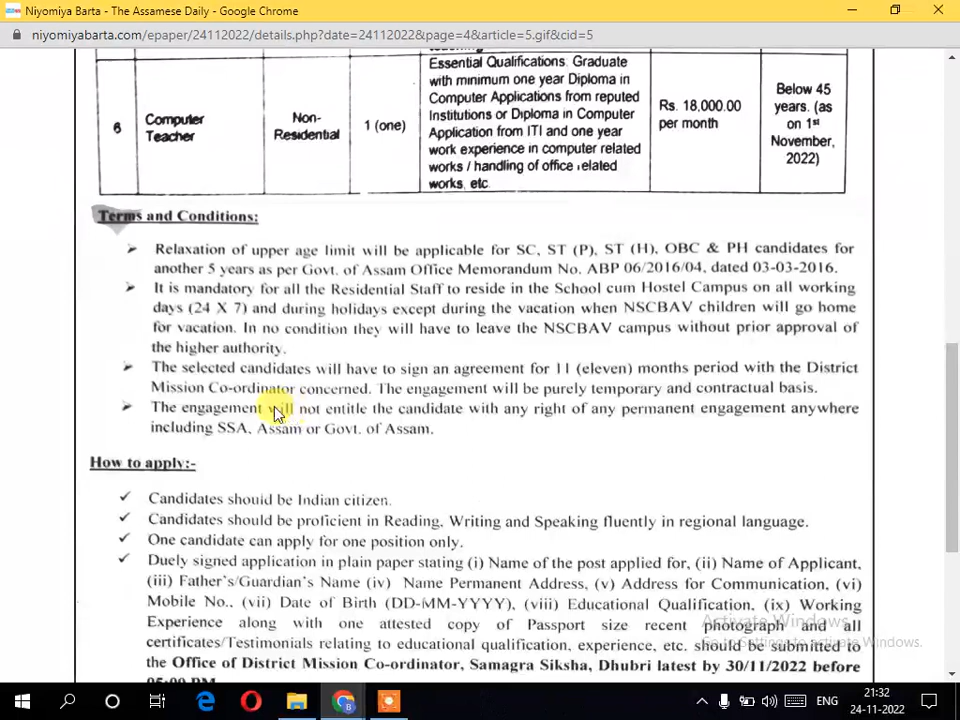 Niyomiya Barta - The Assamese Daily - Google Chrome
niyomiyabarta.com/epaper/24112022/details.php?date=24112022&page=4&article=5.gif&cid=5
6
Computer
Teacher
Non-
Residential
1 (one)
Essential Qualifications: Graduate
with minimum one year Diploma in
Computer Applications from reputed
Institutions or Diploma in Computer
Application from ITI and one year
work experience in computer related
works / handling of office related
works, etc
Rs. 18,000.00
per month
Below 45
years. (as
on 1st
November,
2022)
Terms and Conditions:
➢ Relaxation of upper age limit will be applicable for SC, ST (P), ST (H), OBC & PH candidates for
another 5 years as per Govt. of Assam Office Memorandum No. ABP 06/2016/04, dated 03-03-2016.
➢ It is mandatory for all the Residential Staff to reside in the School cum Hostel Campus on all working
days (24 X 7) and during holidays except during the vacation when NSCBAV children will go home
for vacation. In no condition they will have to leave the NSCBAV campus without prior approval of
the higher authority.
➢ The selected candidates will have to sign an agreement for 11 (eleven) months period with the District
Mission Co-ordinator concerned. The engagement will be purely temporary and contractual basis.
➢ The engagement will not entitle the candidate with any right of any permanent engagement anywhere
including SSA, Assam or Govt. of Assam.
How to apply:-
✓ Candidates should be Indian citizen.
✓ Candidates should be proficient in Reading, Writing and Speaking fluently in regional language.
✓ One candidate can apply for one position only.
✓ Duely signed application in plain paper stating (i) Name of the post applied for, (ii) Name of Applicant,
(iii) Father's/Guardian's Name (iv) Name Permanent Address, (v) Address for Communication, (vi)
Mobile No., (vii) Date of Birth (DD-MM-YYYY), (viii) Educational Qualification, (ix) Working
Experience along with one attested copy of Passport size recent photograph and all
certificates/Testimonials relating to educational qualification, experience, etc. should be submitted to
the Office of District Mission Co-ordinator, Samagra Siksha, Dhubri latest by 30/11/2022 before
05:00 PM
Activate Windows
Go to Settings to activate Windows.
ENG
21:32
24-11-2022